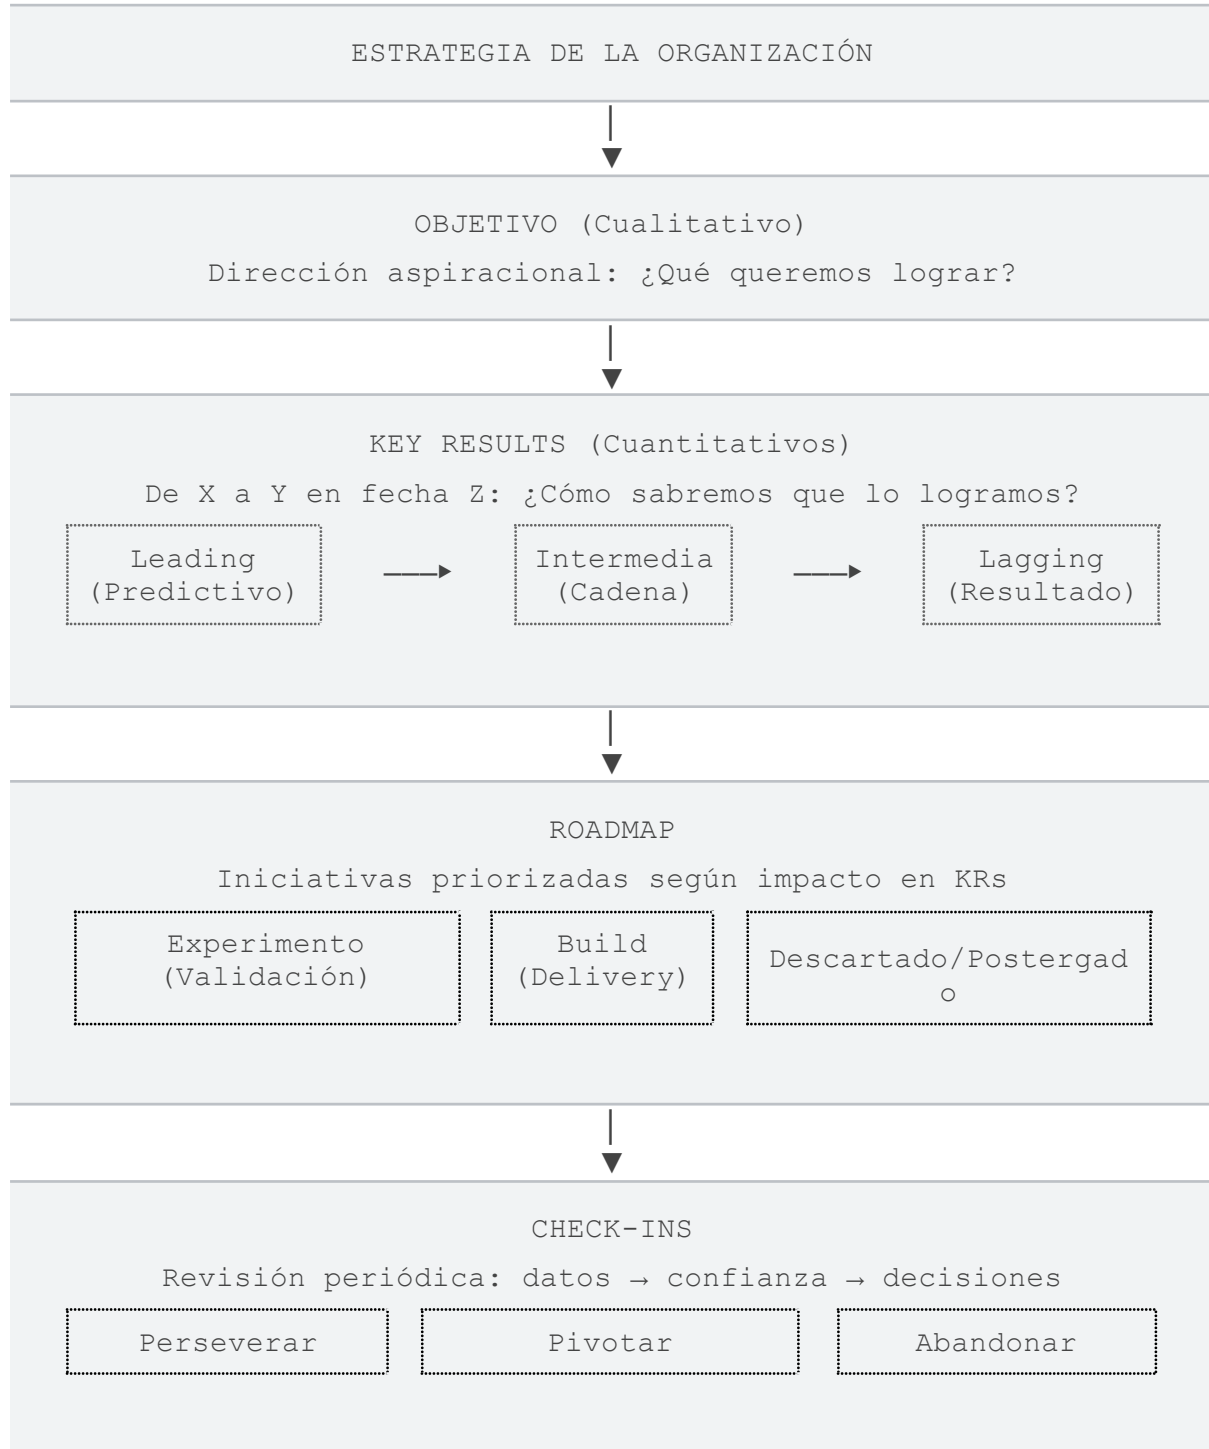 ESTRATEGIA DE LA ORGANIZACIÓN
OBJETIVO (Cualitativo)
Dirección aspiracional: ¿Qué queremos lograr?
KEY RESULTS (Cuantitativos)
De X a Y en fecha Z: ¿Cómo sabremos que lo logramos?
Leading
(Predictivo)
Intermedia
(Cadena)
Lagging
(Resultado)
ROADMAP
Iniciativas priorizadas según impacto en KRs
Experimento
(Validación)
Build
(Delivery)
Descartado/Postergad
o
CHECK-INS
Revisión periódica: datos → confianza → decisiones
Perseverar
Pivotar
Abandonar